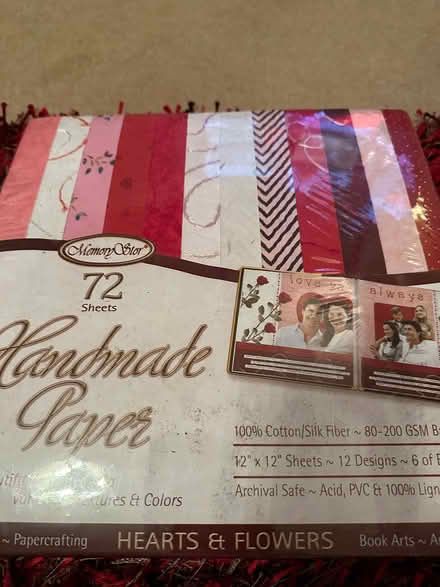 MemoryStor®
72
Sheets
Handmade
Paper
love
always
100% Cotton/Silk Fiber ~ 80-200 GSM
12" x 12" Sheets ~ 12 Designs ~ 6 of
Archival Safe ~ Acid, PVC & 100%
& Colors
~ Papercrafting HEARTS & FLOWERS Book Arts ~